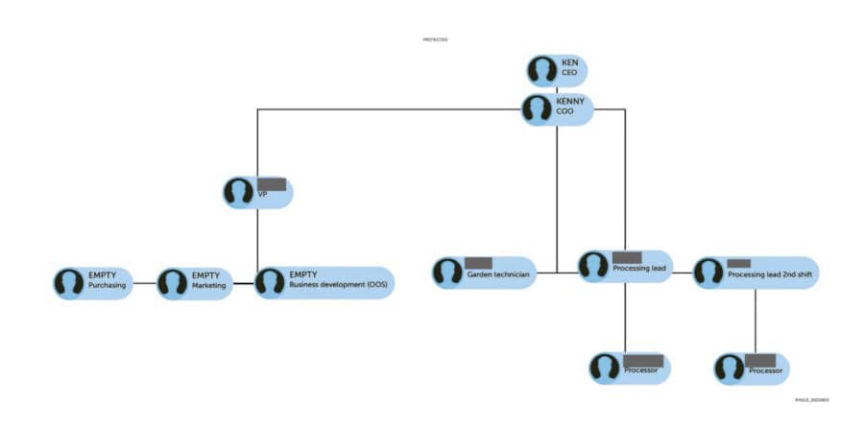 PROTECTED
KEN
CEO
KENNY
COO
VP
EMPTY
Purchasing
EMPTY
Marketing
EMPTY
Business development (OOS)
Garden technician
Processing lead
Processing lead 2nd shift
Processor
Processor